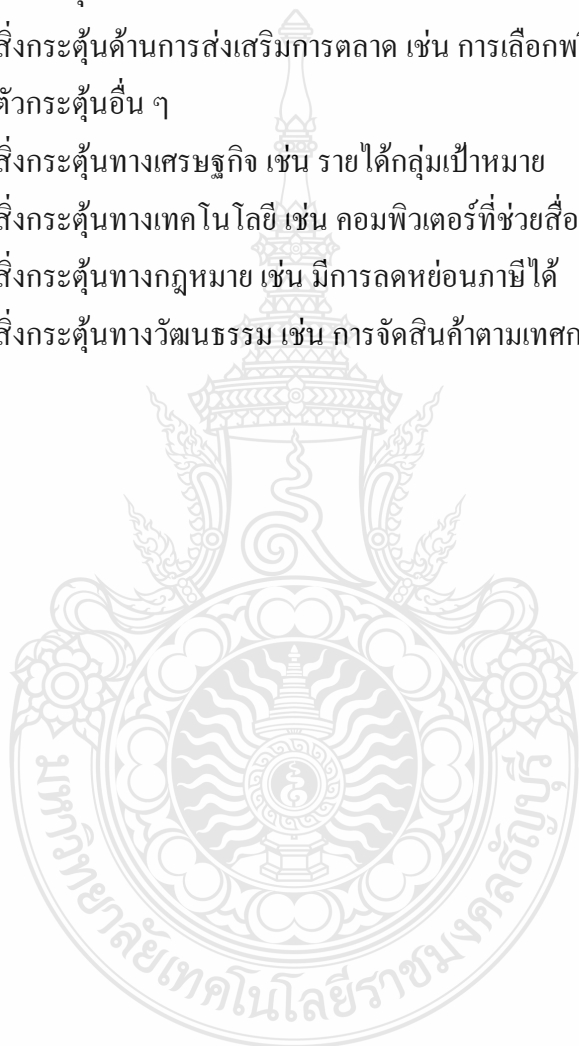 สิ่งกระตุ้นด้านการส่งเสริมการตลาด เช่น การเลือก
ตัวกระตุ้นอื่น ๆ
สิ่งกระตุ้นทางเศรษฐกิจ เช่น รายได้กลุ่มเป้าหมาย
สิ่งกระตุ้นทางเทคโนโลยี เช่น คอมพิวเตอร์ที่ช่วยสื่อ
สิ่งกระตุ้นทางกฎหมาย เช่น มีการลดหย่อนภาษีได้
สิ่งกระตุ้นทางวัฒนธรรม เช่น การจัดสินค้าตาม
มหาวิทยาลัยเทคโนโลยีราชมงคลธัญบุรี